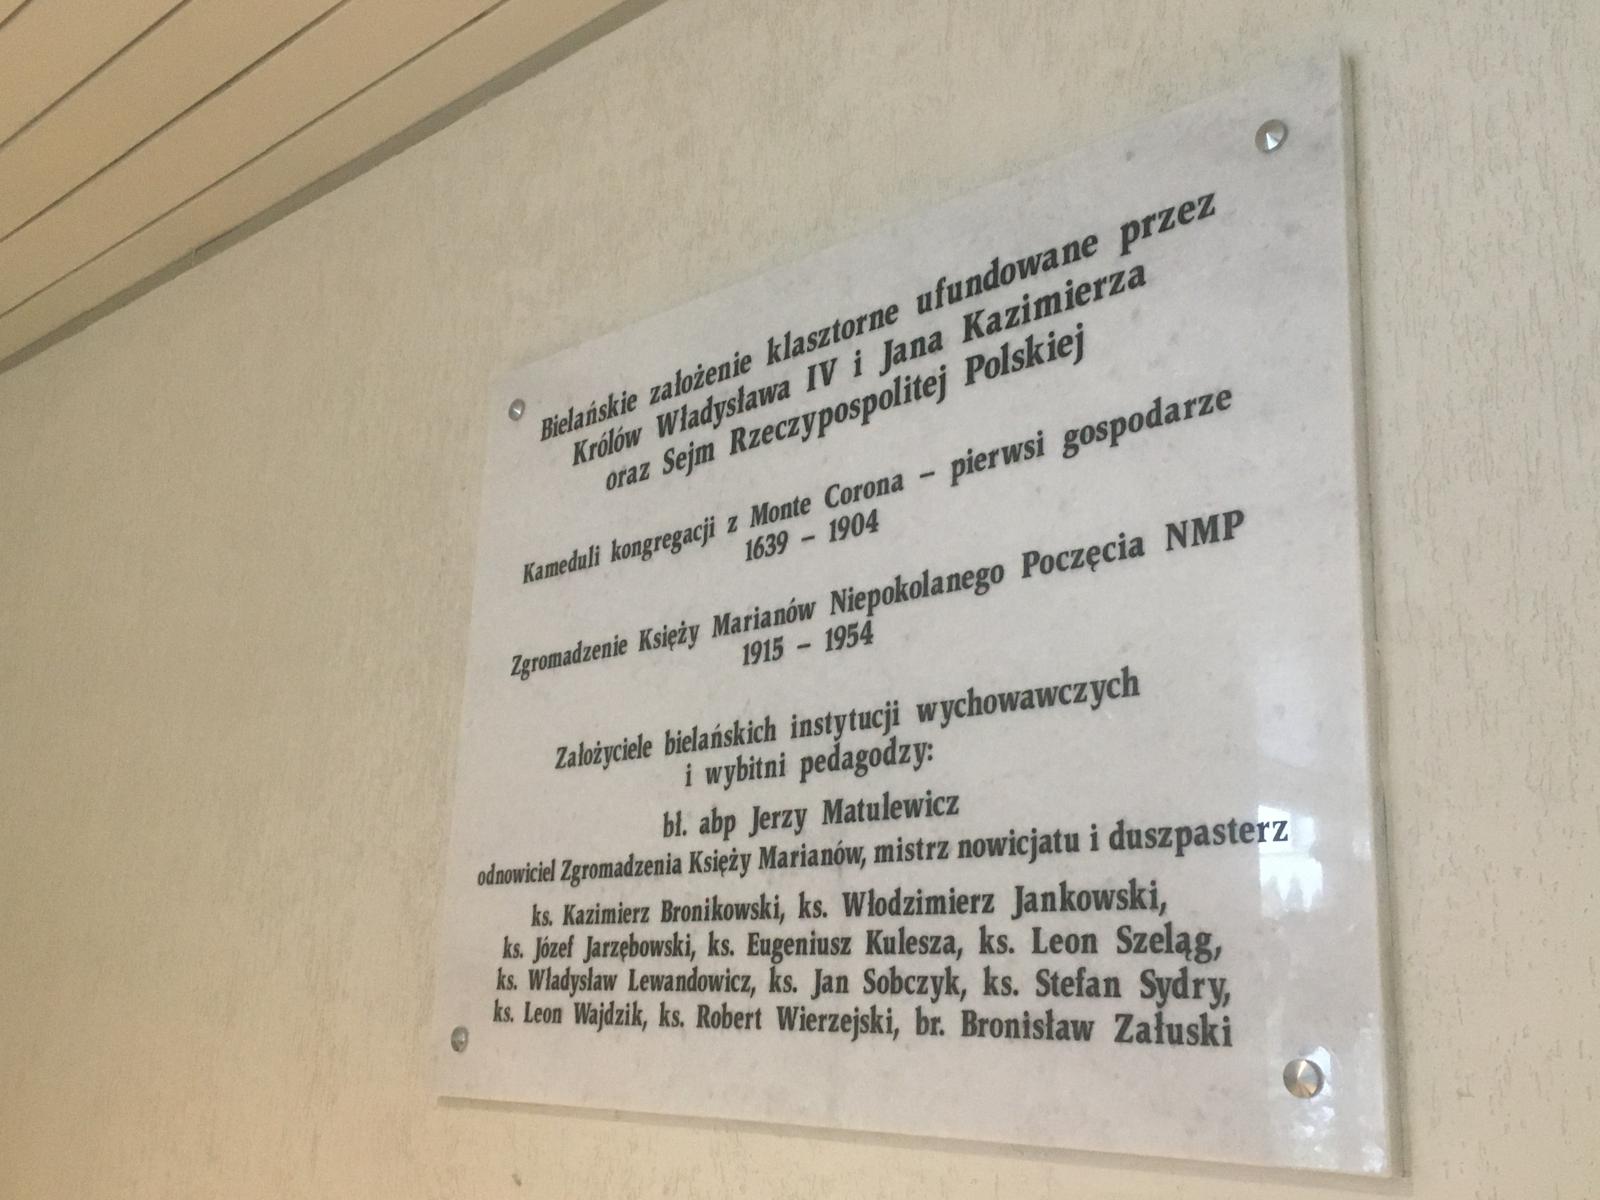 Bielańskie założenie klasztorne ufundowane przez
Królów Władysława IV i Jana Kazimierza
oraz Sejm Rzeczypospolitej Polskiej
Kameduli kongregacji z Monte Corona – pierwsi gospodarze
1639 – 1904
Zgromadzenie Księży Marianów Niepokolanego Poczęcia NMP
1915 – 1954
Założyciele bielańskich instytucji wychowawczych
i wybitni pedagodzy:
bł. abp Jerzy Matulewicz
odnowiciel Zgromadzenia Księży Marianów, mistrz nowicjatu i duszpasterz
ks. Kazimierz Bronikowski, ks. Włodzimierz Jankowski,
ks. Józef Jarzębowski, ks. Eugeniusz Kulesza, ks. Leon Szeląg,
ks. Władysław Lewandowicz, ks. Jan Sobczyk, ks. Stefan Sydry,
ks. Leon Wajdzik, ks. Robert Wierzejski, br. Bronisław Załuski